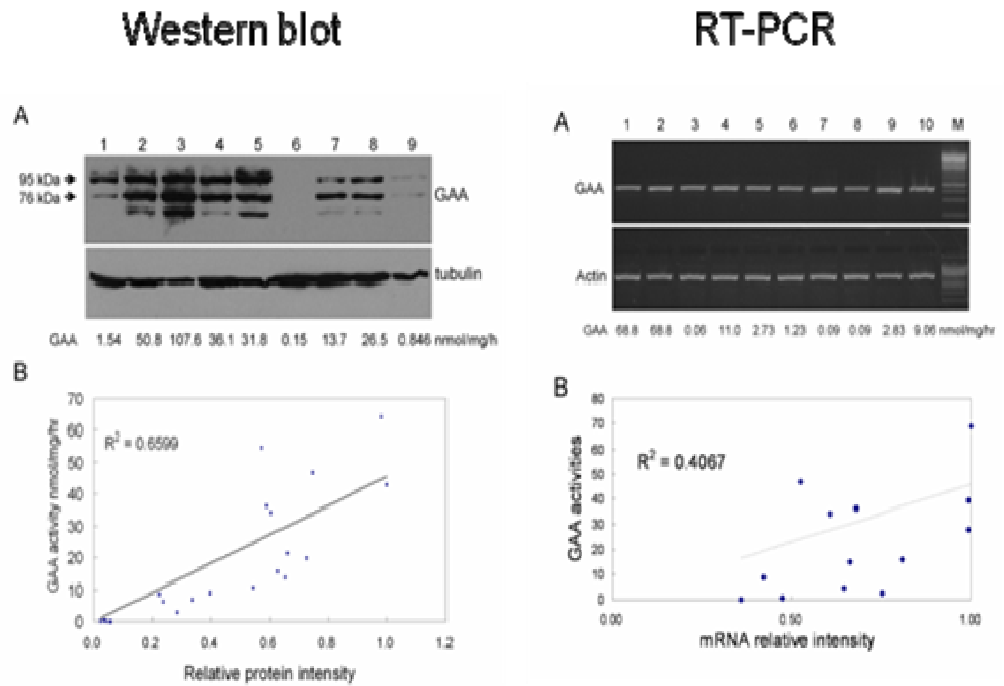 Western blot
A
1 2 3 4 5 6 7 8 9
95 kDa
76 kDa
GAA
tubulin
GAA 1.54 50.8 107.6 36.1 31.8 0.15 13.7 26.5 0.846 nmol/mg/h
B
70
60
50
40
30
20
10
0
R² = 0.6599
GAA activity nmol/mg/hr
0.0 0.2 0.4 0.6 0.8 1.0 1.2
Relative protein intensity
RT-PCR
A
1 2 3 4 5 6 7 8 9 10 M
GAA
Actin
GAA 68.8 68.8 0.06 11.0 2.73 1.23 0.09 0.09 2.83 9.06 nmol/mg/hr
B
80
70
60
50
40
30
20
10
0
R² = 0.4067
GAA activities
0.00 0.50 1.00
mRNA relative intensity